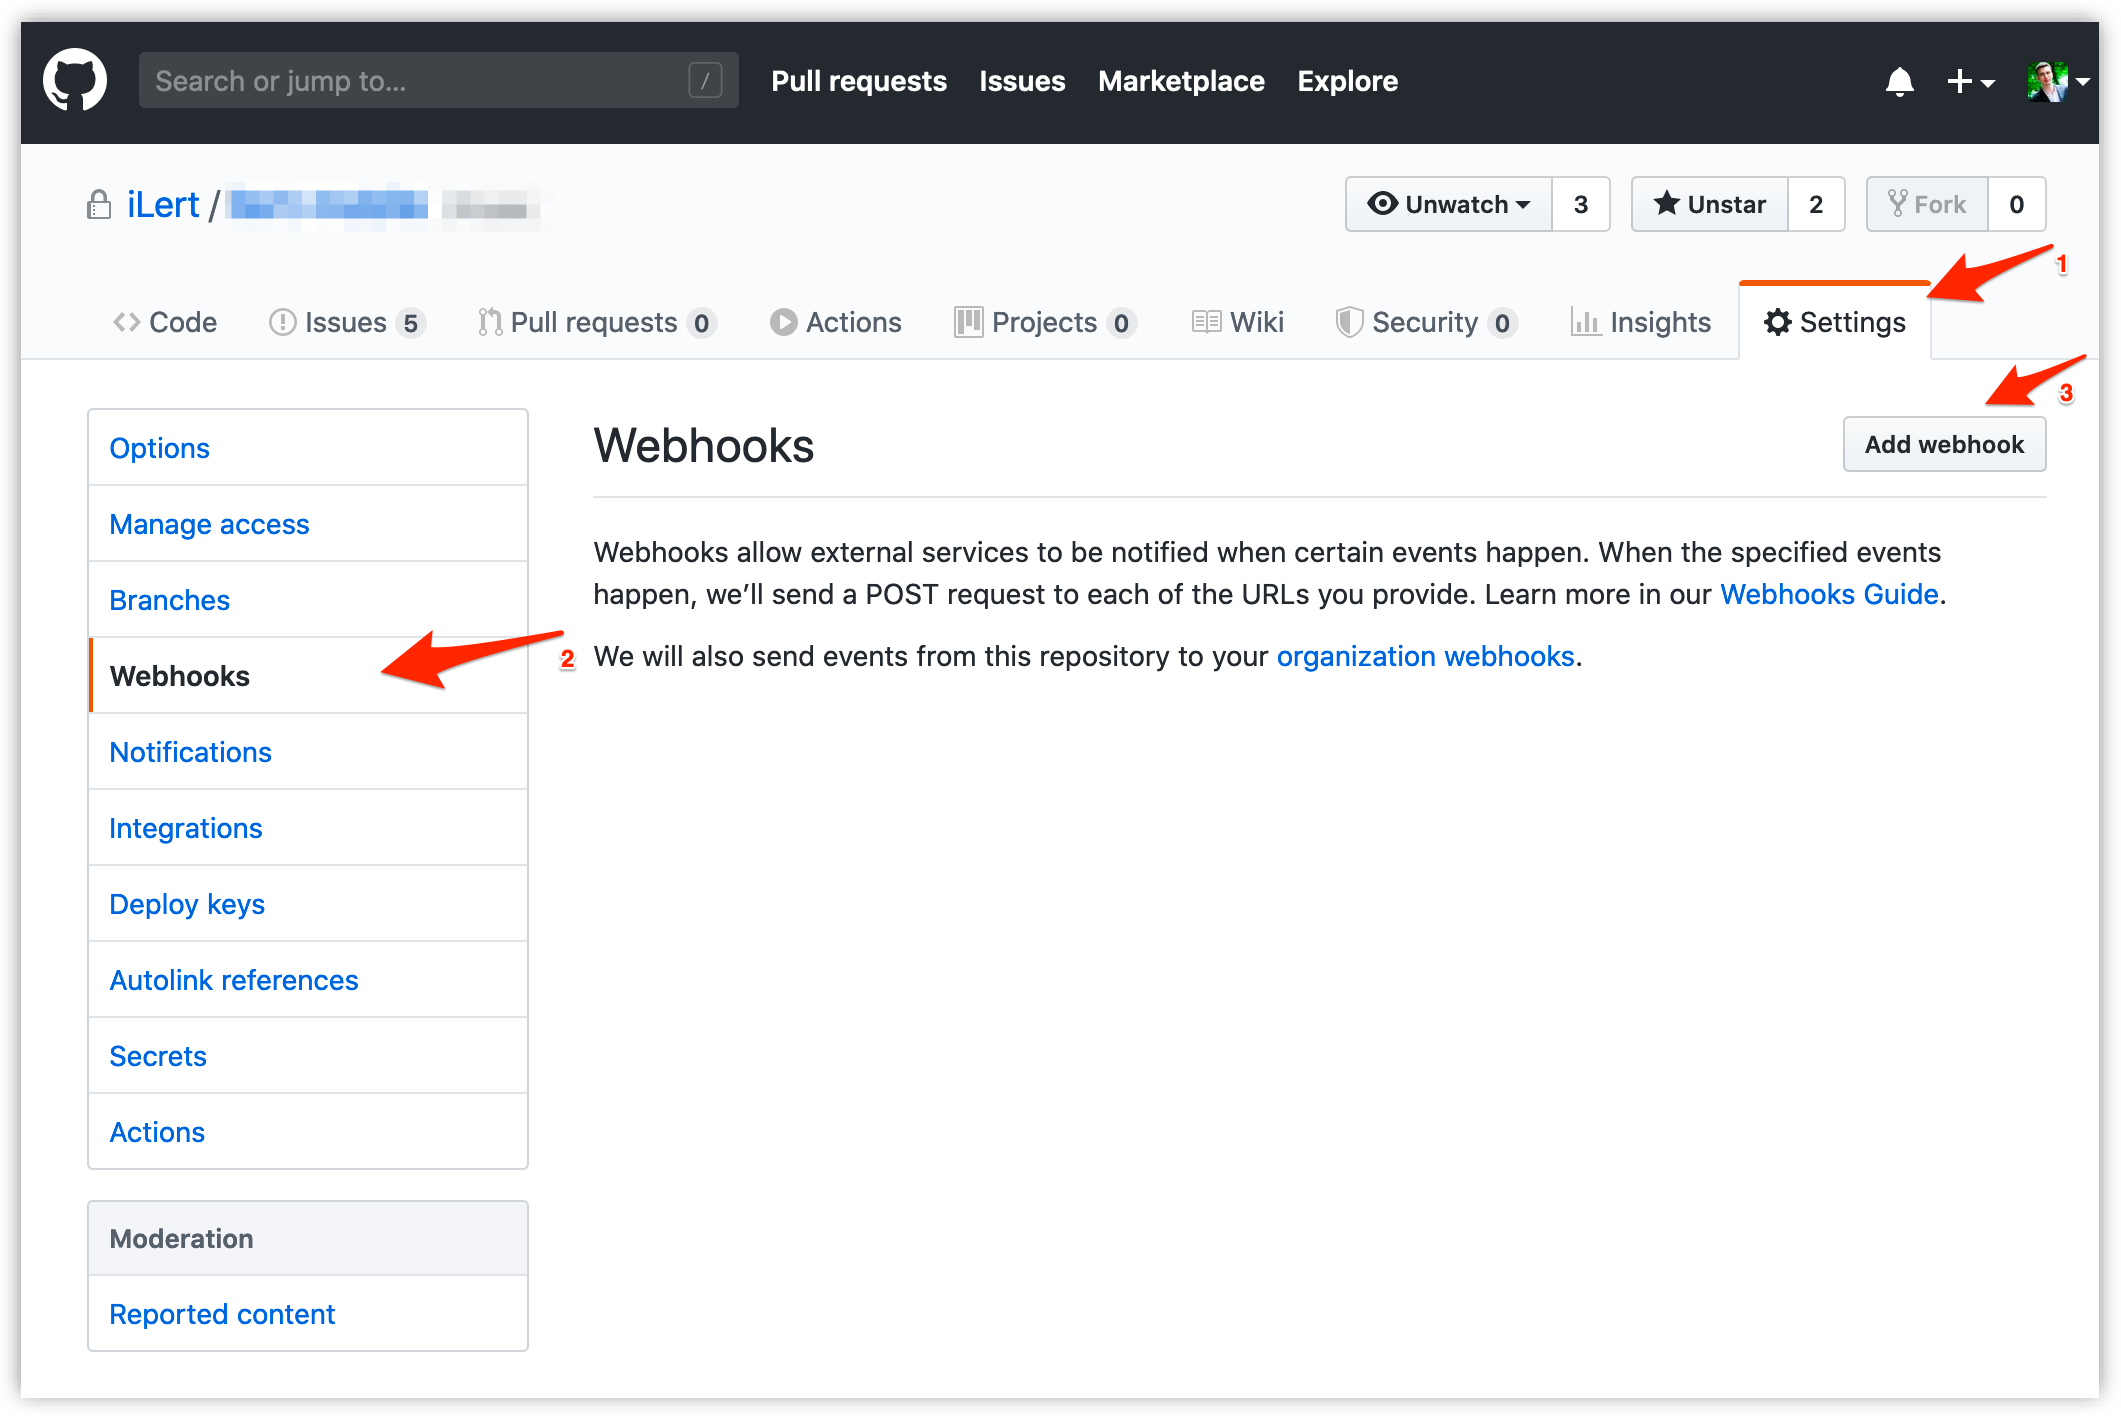 Search or jump to... / Pull requests Issues Marketplace Explore
iLert / Unwatch 3 Unstar 2 Fork 0
1
Code Issues 5 Pull requests 0 Actions Projects 0 Wiki Security 0 Insights Settings
3
Options
Manage access
Branches
Webhooks
2
Notifications
Integrations
Deploy keys
Autolink references
Secrets
Actions
Moderation
Reported content
Webhooks
Add webhook
Webhooks allow external services to be notified when certain events happen. When the specified events
happen, we’ll send a POST request to each of the URLs you provide. Learn more in our Webhooks Guide.
We will also send events from this repository to your organization webhooks.